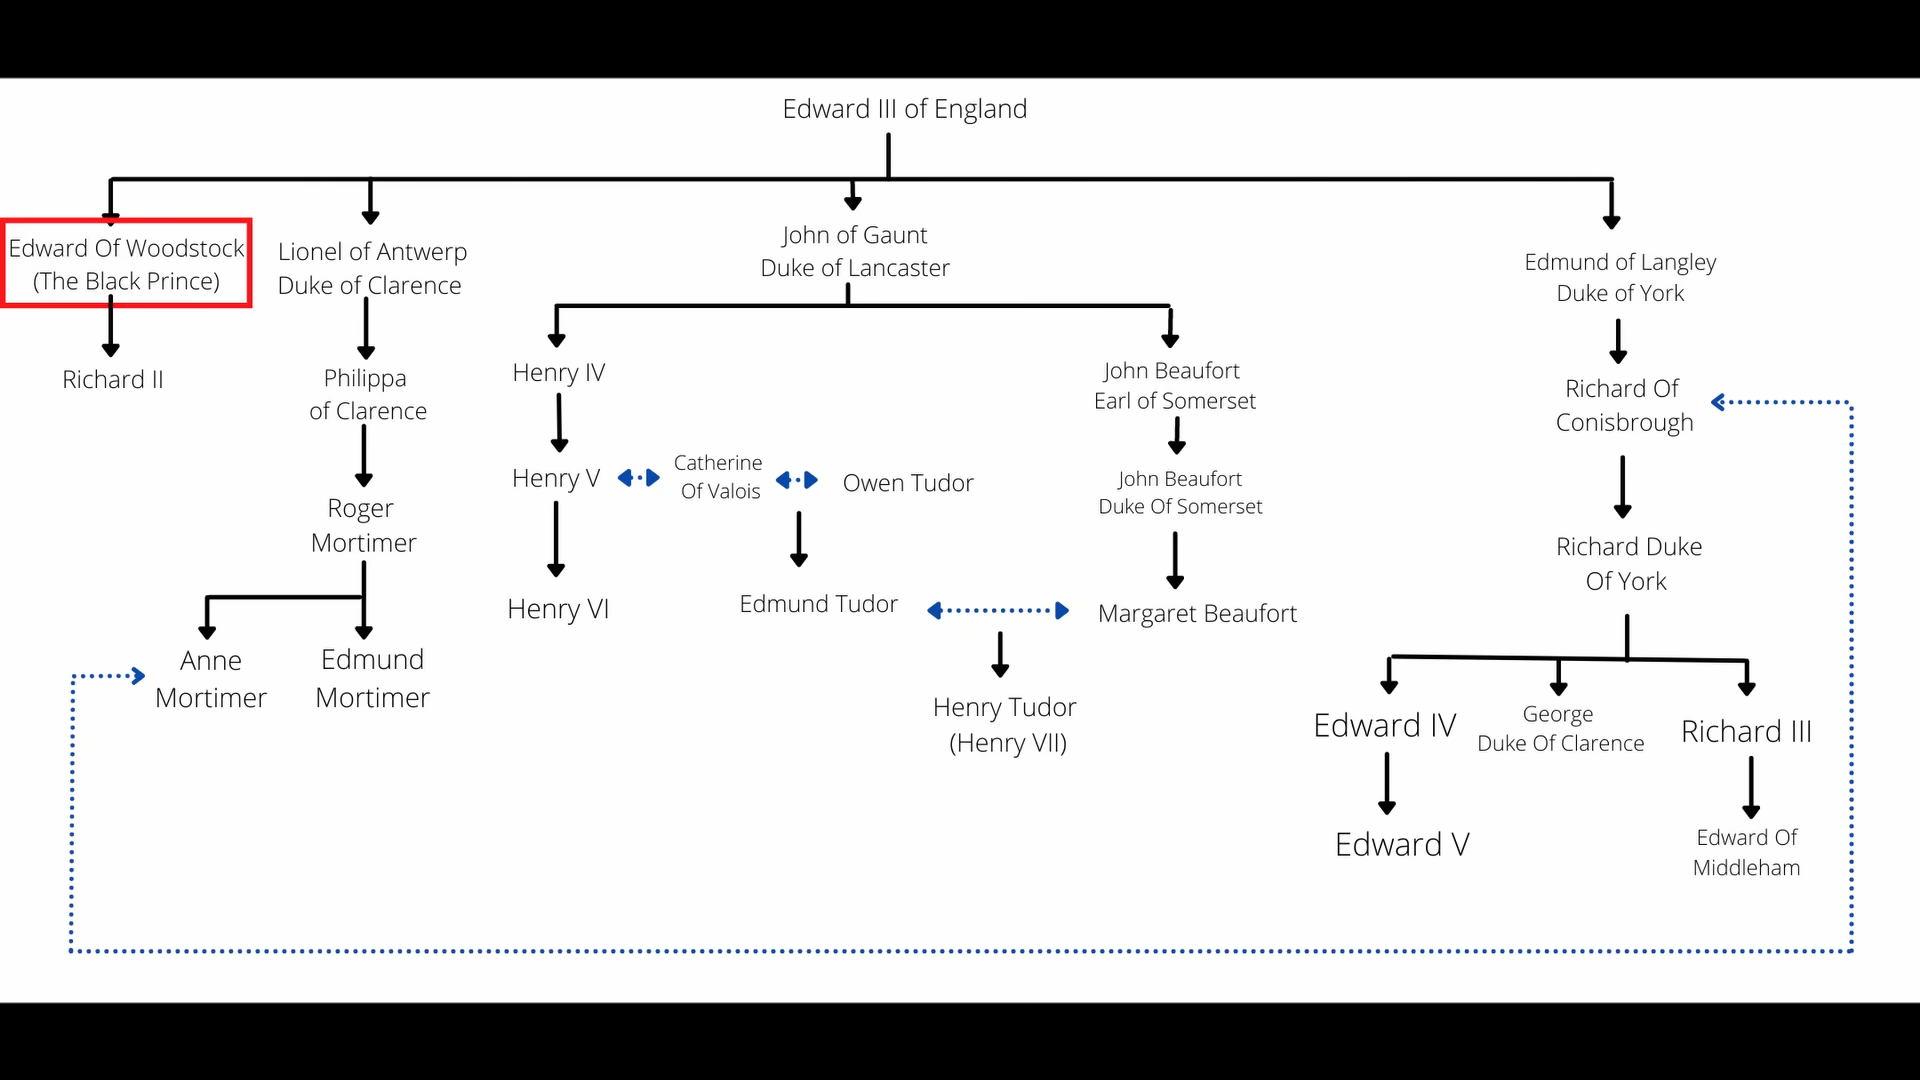 Edward III of England
Edward Of Woodstock
(The Black Prince)
Lionel of Antwerp
Duke of Clarence
John of Gaunt
Duke of Lancaster
Edmund of Langley
Duke of York
Richard II
Philippa
of Clarence
Henry IV
John Beaufort
Earl of Somerset
Richard Of
Conisbrough
Roger
Mortimer
Henry V
Catherine
Of Valois
Owen Tudor
John Beaufort
Duke Of Somerset
Richard Duke
Of York
Henry VI
Edmund Tudor
Margaret Beaufort
Anne
Mortimer
Edmund
Mortimer
Henry Tudor
(Henry VII)
Edward IV
George
Duke Of Clarence
Richard III
Edward V
Edward Of
Middleham